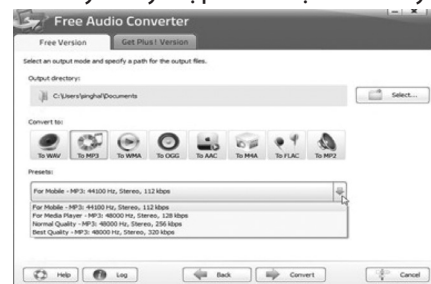 Free Audio Converter
Free Version
Get Plus! Version
Select an output mode and specify a path for the output files.
Output directory:
C:\Users\singhal\Documents
Select...
Convert to:
To WAV To MP3 To WMA To OGG To AAC To M4A To FLAC To MP2
Presets:
For Mobile - MP3: 44100 Hz, Stereo, 112 kbps
For Mobile - MP3: 44100 Hz, Stereo, 112 kbps
For Media Player - MP3: 48000 Hz, Stereo, 128 kbps
Normal Quality - MP3: 48000 Hz, Stereo, 256 kbps
Best Quality - MP3: 48000 Hz, Stereo, 320 kbps
Help Log Back Convert Cancel